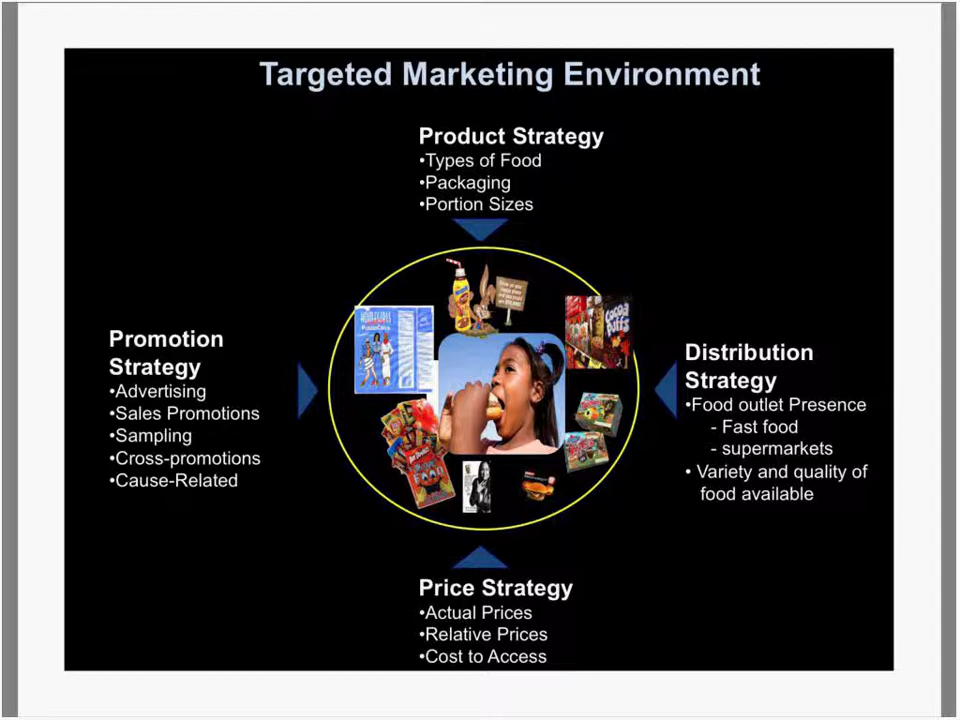 Targeted Marketing Environment
Product Strategy
•Types of Food
•Packaging
•Portion Sizes
Promotion
Strategy
•Advertising
•Sales Promotions
•Sampling
•Cross-promotions
•Cause-Related
COCOA
Puffs
Distribution
Strategy
•Food outlet Presence
- Fast food
- supermarkets
• Variety and quality of
food available
Price Strategy
•Actual Prices
•Relative Prices
•Cost to Access